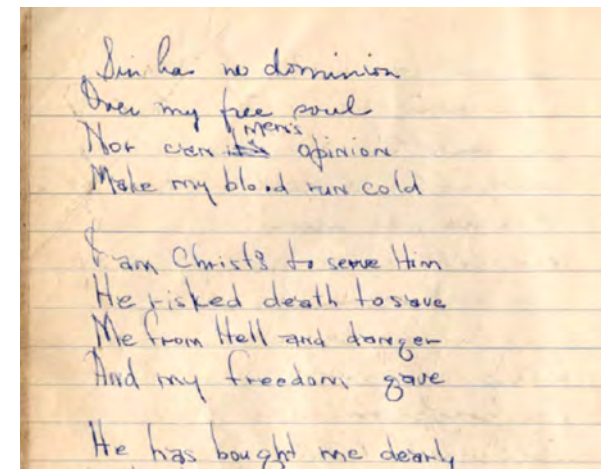 Sin has no dominion
Over my free soul
Nor can men's opinion
Make my blood run cold
I am Christ's to serve Him
He risked death to save
Me from Hell and danger
And my freedom gave
He has bought me dearly